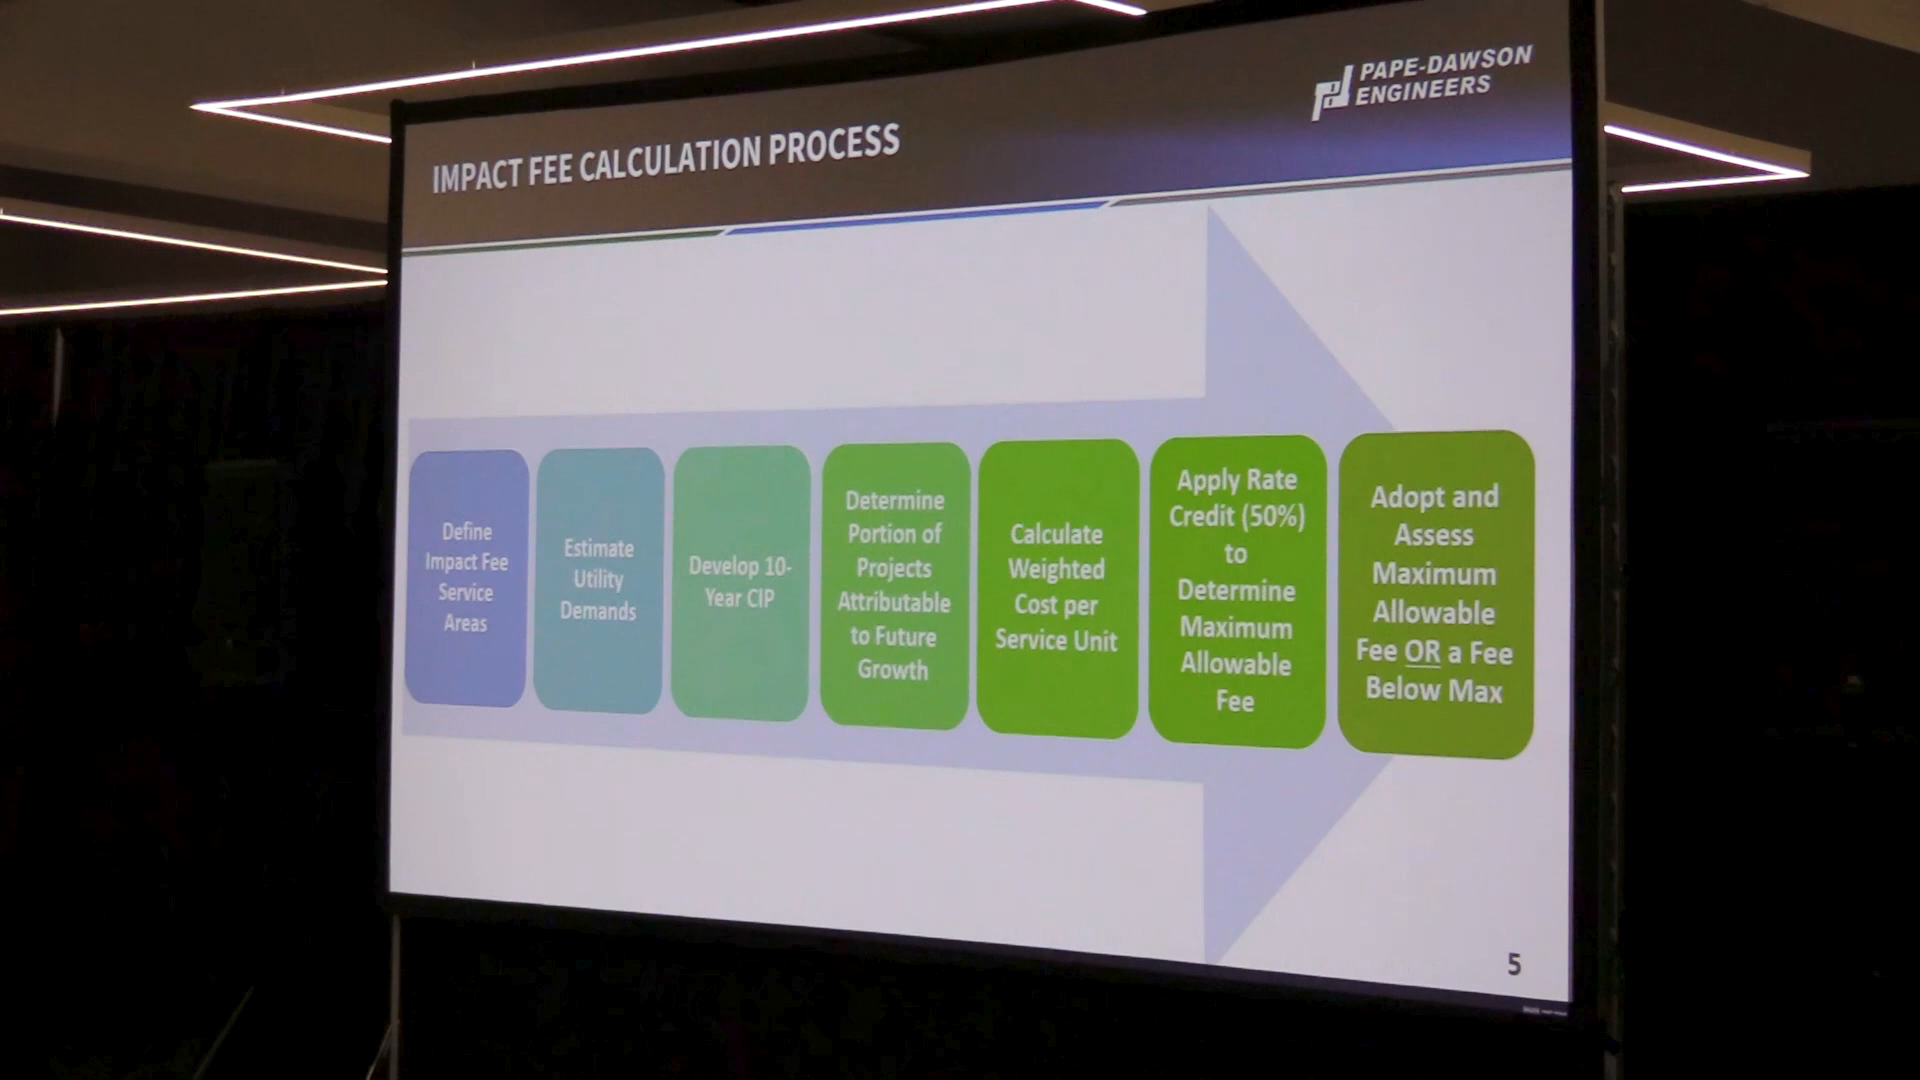 PAPE-DAWSON
ENGINEERS
IMPACT FEE CALCULATION PROCESS
Define
Impact Fee
Service
Areas
Estimate
Utility
Demands
Develop 10-
Year CIP
Determine
Portion of
Projects
Attributable
to Future
Growth
Calculate
Weighted
Cost per
Service Unit
Apply Rate
Credit (50%)
to
Determine
Maximum
Allowable
Fee
Adopt and
Assess
Maximum
Allowable
Fee OR a Fee
Below Max
5